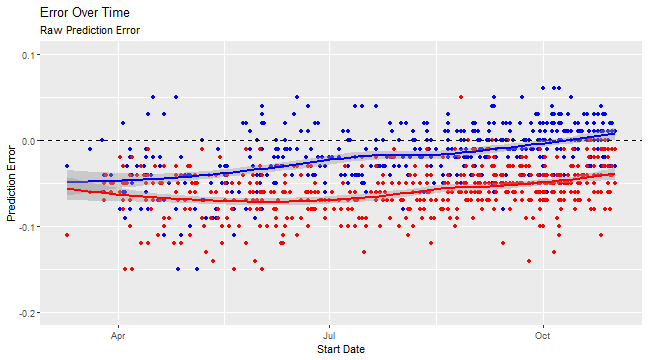 Error Over Time
Raw Prediction Error
0.1
0.0
-0.1
-0.2
Prediction Error
Apr
Jul
Oct
Start Date